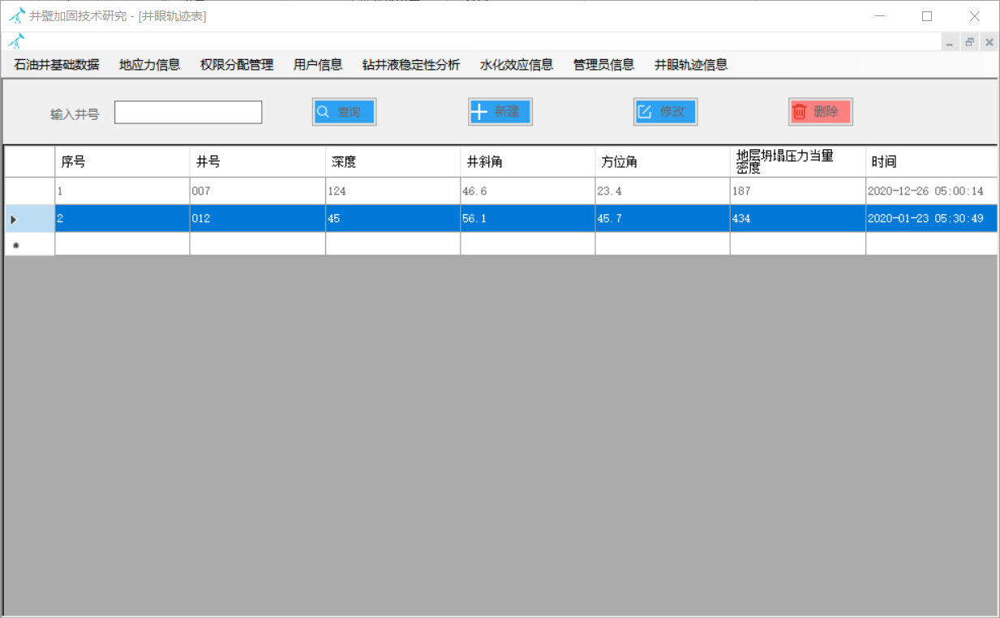 井壁加固技术研究 - [井眼轨迹表]
石油井基础数据 地应力信息 权限分配管理 用户信息 钻井液稳定性分析 水化效应信息 管理员信息 井眼轨迹信息
输入井号 查询 新建 修改 删除
序号 井号 深度 井斜角 方位角 地层坍塌压力当量 时间
密度
1 007 124 46.6 23.4 187 2020-12-26 05:00:14
2 012 45 56.1 45.7 434 2020-01-23 05:30:49